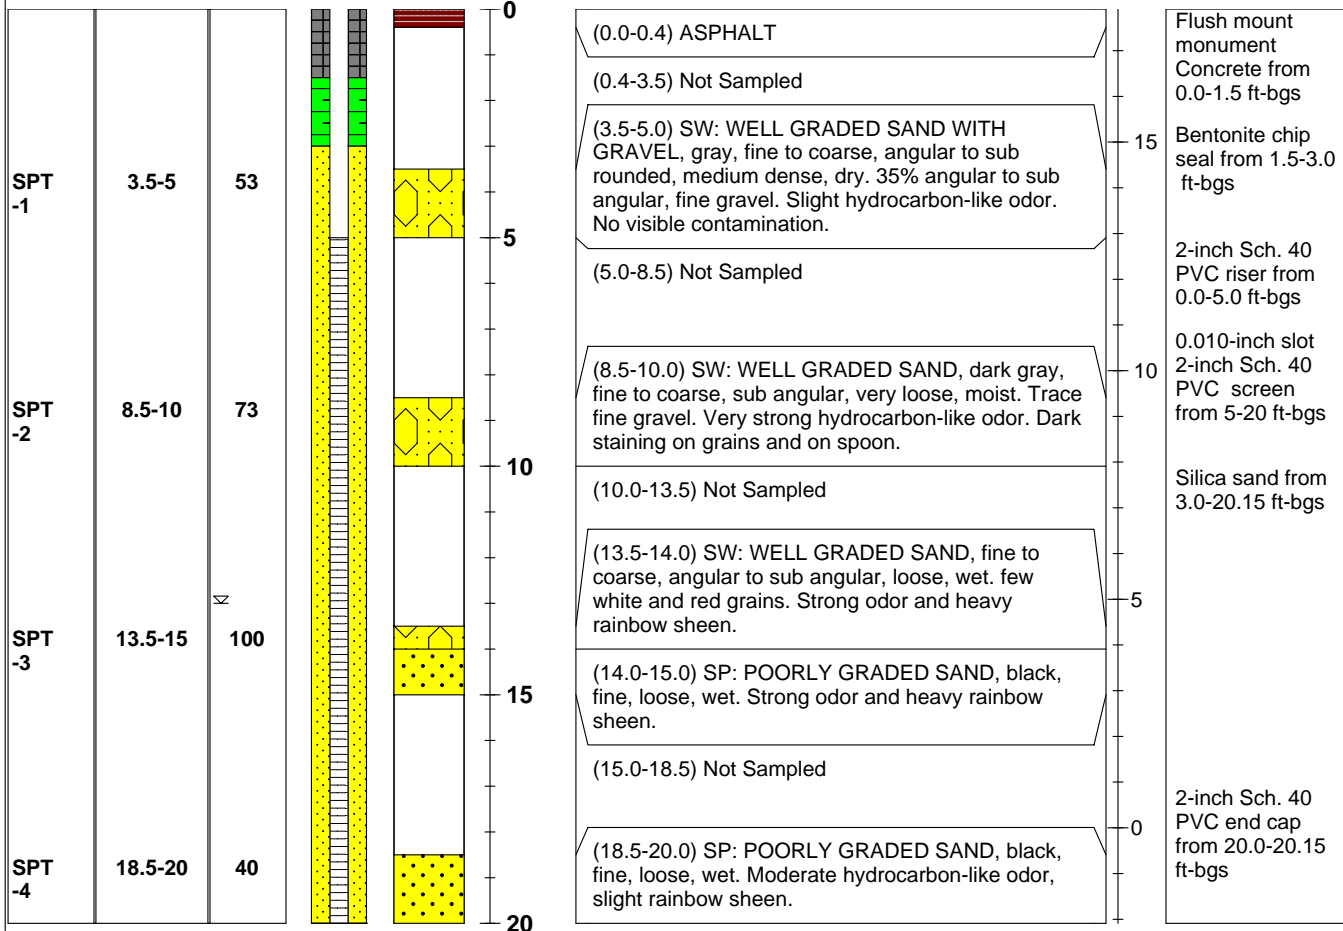 SPT
-1
3.5-5
53
SPT
-2
8.5-10
73
SPT
-3
13.5-15
100
SPT
-4
18.5-20
40
0
5
10
15
20
(0.0-0.4) ASPHALT
(0.4-3.5) Not Sampled
(3.5-5.0) SW: WELL GRADED SAND WITH
GRAVEL, gray, fine to coarse, angular to sub
rounded, medium dense, dry. 35% angular to sub
angular, fine gravel. Slight hydrocarbon-like odor.
No visible contamination.
(5.0-8.5) Not Sampled
(8.5-10.0) SW: WELL GRADED SAND, dark gray,
fine to coarse, sub angular, very loose, moist. Trace
fine gravel. Very strong hydrocarbon-like odor. Dark
staining on grains and on spoon.
(10.0-13.5) Not Sampled
(13.5-14.0) SW: WELL GRADED SAND, fine to
coarse, angular to sub angular, loose, wet. few
white and red grains. Strong odor and heavy
rainbow sheen.
(14.0-15.0) SP: POORLY GRADED SAND, black,
fine, loose, wet. Strong odor and heavy rainbow
sheen.
(15.0-18.5) Not Sampled
(18.5-20.0) SP: POORLY GRADED SAND, black,
fine, loose, wet. Moderate hydrocarbon-like odor,
slight rainbow sheen.
15
10
5
0
Flush mount
monument
Concrete from
0.0-1.5 ft-bgs
Bentonite chip
seal from 1.5-3.0
ft-bgs
2-inch Sch. 40
PVC riser from
0.0-5.0 ft-bgs
0.010-inch slot
2-inch Sch. 40
PVC screen
from 5-20 ft-bgs
Silica sand from
3.0-20.15 ft-bgs
2-inch Sch. 40
PVC end cap
from 20.0-20.15
ft-bgs